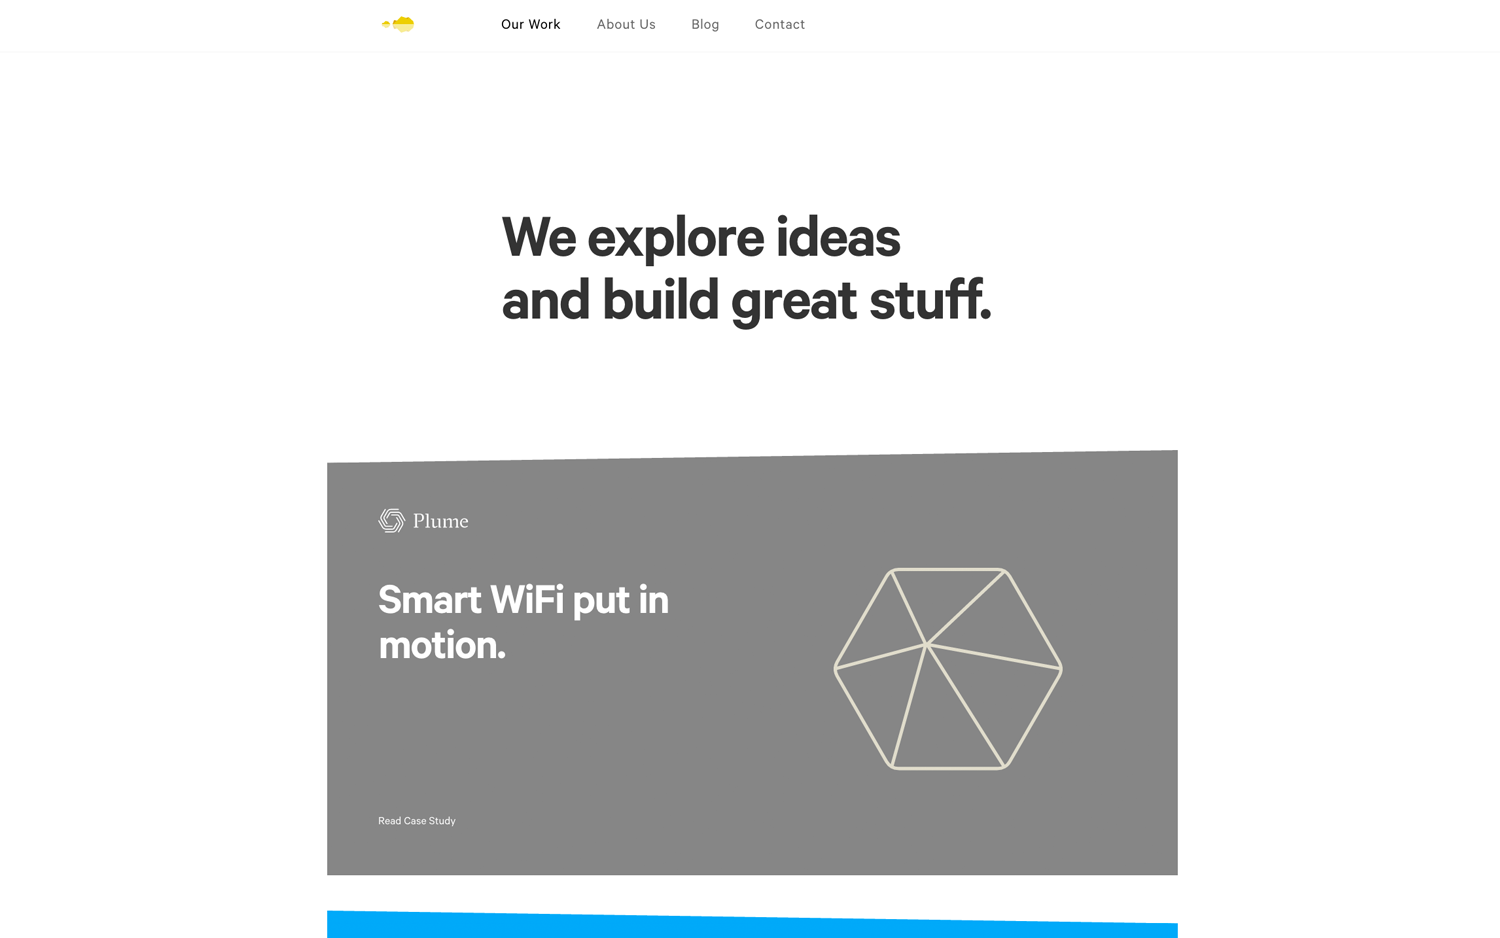 Our Work About Us Blog Contact
We explore ideas
and build great stuff.
Plume
Smart WiFi put in
motion.
Read Case Study